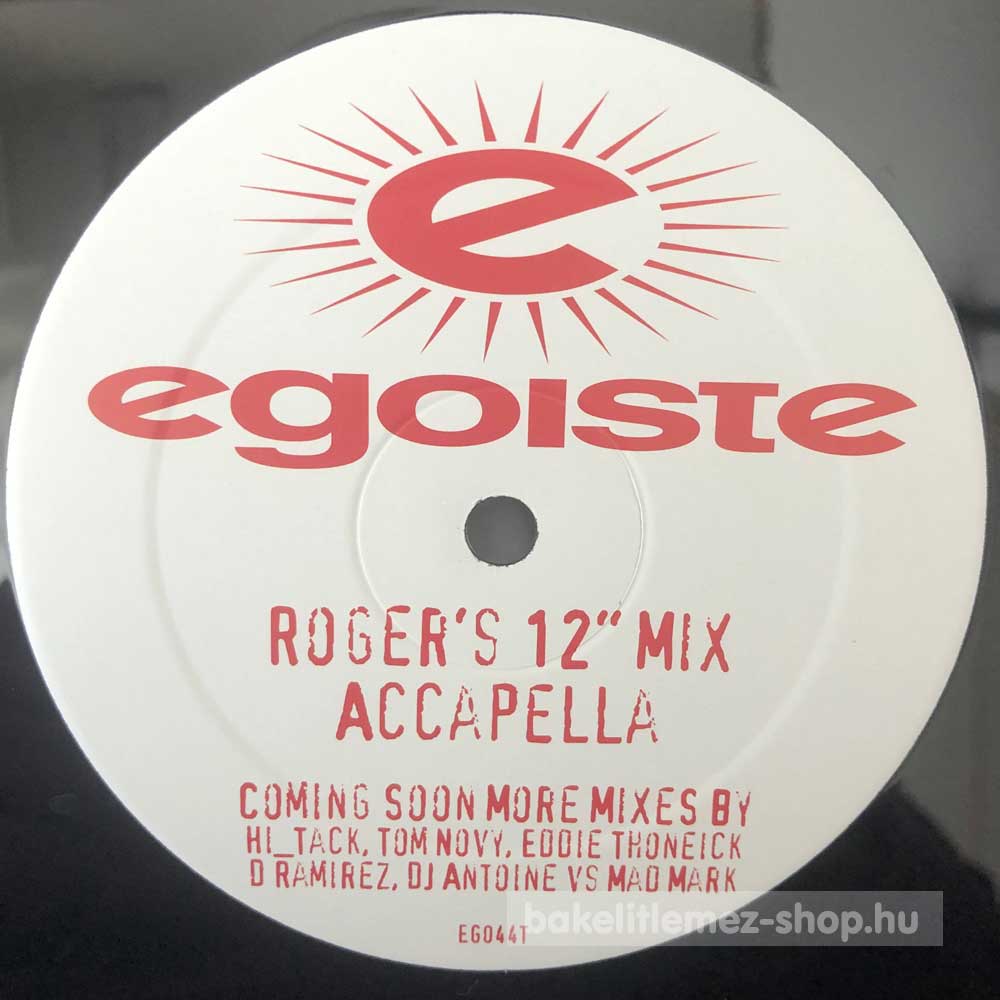 e
egoiste
ROGER'S 12" MIX
ACCAPELLA
COMING SOON MORE MIXES BY
HI_TACK, TOM NOVY, EDDIE THONEICK
D RAMIREZ, DJ ANTOINE VS MAD MARK
EGO44T
bakelitlemez-shop.hu